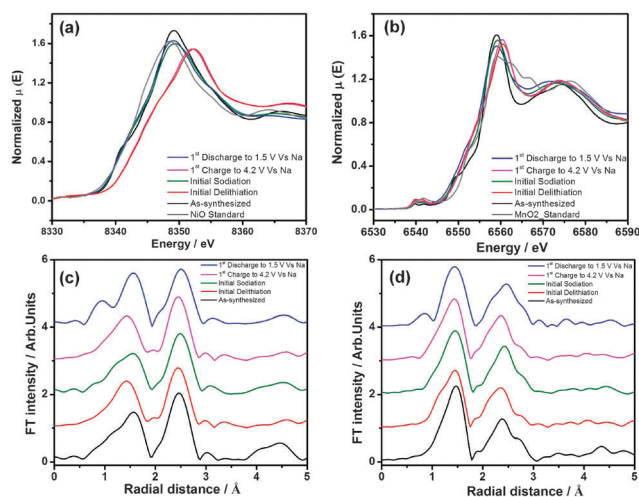 (a)
1.6
1.2
0.8
0.4
0.0
Normalized μ (E)
1st Discharge to 1.5 V Vs Na
1st Charge to 4.2 V Vs Na
Initial Sodiation
Initial Delithiation
As-synthesized
NiO Standard
8330 8340 8350 8360 8370
Energy / eV
(b)
1.6
1.2
0.8
0.4
0.0
Normalized μ (E)
1st Discharge to 1.5 V Vs Na
1st Charge to 4.2 V Vs Na
Initial Sodiation
Initial Delithiation
As-synthesized
MnO2_Standard
6530 6540 6550 6560 6570 6580 6590
Energy / eV
(c)
6
4
2
0
FT intensity / Arb.Units
1st Discharge to 1.5 V Vs Na
1st Charge to 4.2 V Vs Na
Initial Sodiation
Initial Delithiation
As-synthesized
0 1 2 3 4 5
Radial distance / Å
(d)
6
4
2
0
FT intensity / Arb.Units
1st Discharge to 1.5 V Vs Na
1st Charge to 4.2 V Vs Na
Initial Sodiation
Initial Delithiation
As-synthesized
0 1 2 3 4 5
Radial distance / Å